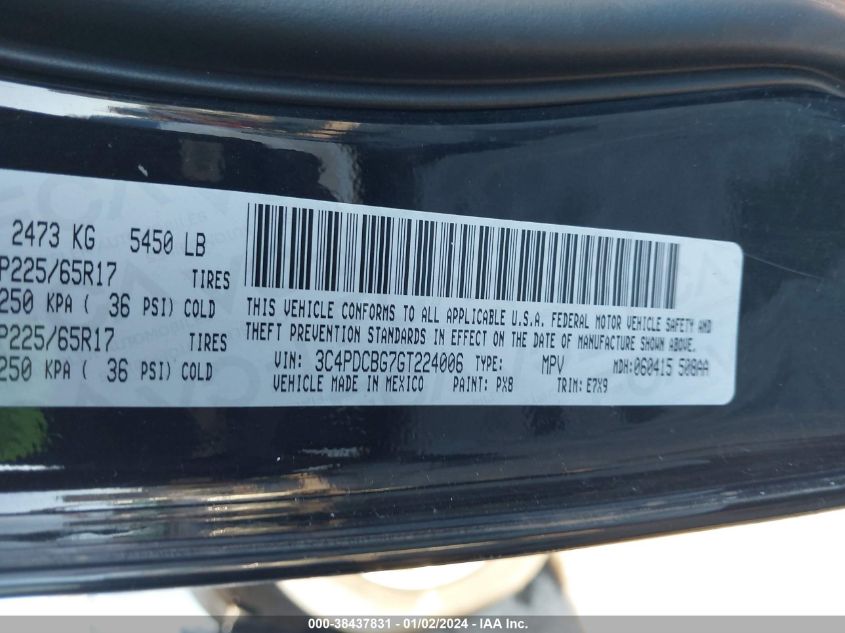 2473 KG 5450 LB
P225/65R17 TIRES
250 KPA ( 36 PSI) COLD
P225/65R17 TIRES
250 KPA ( 36 PSI) COLD
THIS VEHICLE CONFORMS TO ALL APPLICABLE U.S.A. FEDERAL MOTOR VEHICLE SAFETY AND
THEFT PREVENTION STANDARDS IN EFFECT ON THE DATE OF MANUFACTURE SHOWN ABOVE.
VIN: 3C4PDCBG7GT224006 TYPE: MPV MDH:060415 508AA
VEHICLE MADE IN MEXICO PAINT: PX8 TRIM: E7X9
000-38437831 - 01/02/2024 - IAA Inc.